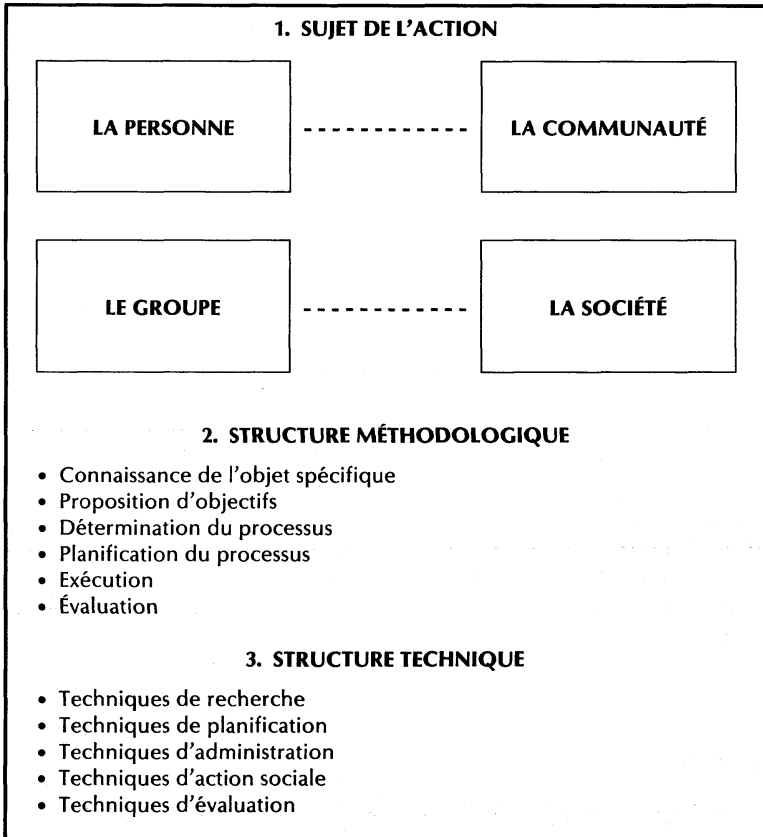 1. SUJET DE L'ACTION
LA PERSONNE
LA COMMUNAUTÉ
LE GROUPE
LA SOCIÉTÉ
2. STRUCTURE MÉTHODOLOGIQUE
• Connaissance de l'objet spécifique
• Proposition d'objectifs
• Détermination du processus
• Planification du processus
• Exécution
• Évaluation
3. STRUCTURE TECHNIQUE
• Techniques de recherche
• Techniques de planification
• Techniques d'administration
• Techniques d'action sociale
• Techniques d'évaluation